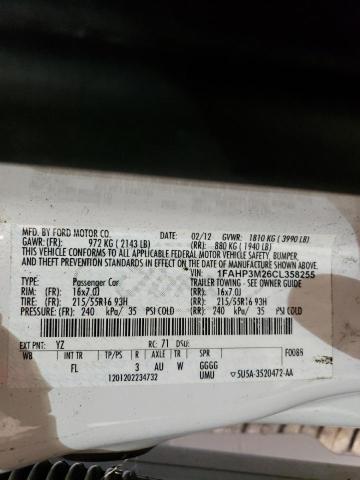 MFD. BY FORD MOTOR CO. 02/12 GVWR: 1810 KG ( 3990 LB)
GAWR: (FR): 972 KG ( 2143 LB) (RR): 880 KG ( 1940 LB)
THIS VEHICLE CONFORMS TO ALL APPLICABLE FEDERAL MOTOR VEHICLE SAFETY, BUMPER, AND THEFT PREVENTION STANDARDS IN EFFECT ON THE DATE OF MANUFACTURE SHOWN ABOVE.
VIN: 1FAHP3M26CL358255
TYPE: Passenger Car TRAILER TOWING - SEE OWNER GUIDE
RIM: (FR): 16x7.0J (RR): 16x7.0J
TIRE: (FR): 215/55R16 93H (RR): 215/55R16 93H
PSR: (FR): 240 kPa/ 35 PSI COLD (RR): 240 kPa/ 35 PSI COLD
EXT PNT: YZ RC: 71 DSO: F0085
WB INT TR TP/PS R AXLE TR SPR
FL 3 AU W GGGG
1201202234732 UMU 5U5A-3520472-AA